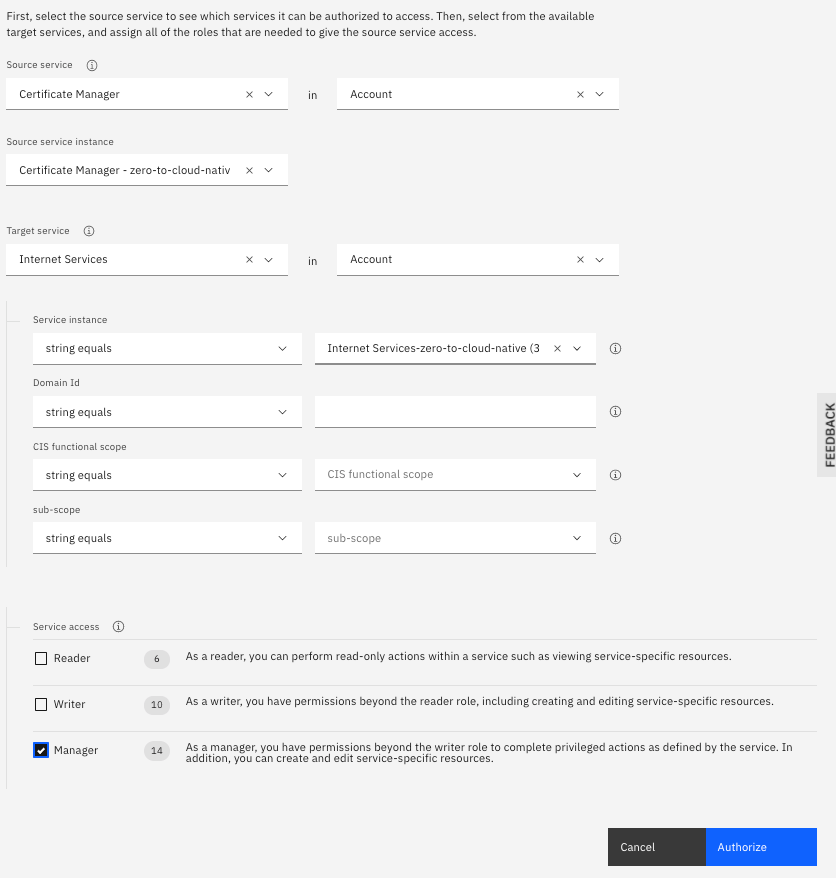 First, select the source service to see which services it can be authorized to access. Then, select from the available
target services, and assign all of the roles that are needed to give the source service access.
Source service
Certificate Manager in Account
Source service instance
Certificate Manager - zero-to-cloud-nativ
Target service
Internet Services in Account
Service instance
string equals Internet Services-zero-to-cloud-native (3
Domain Id
string equals
CIS functional scope
string equals CIS functional scope
sub-scope
string equals sub-scope
FEEDBACK
Service access
Reader 6 As a reader, you can perform read-only actions within a service such as viewing service-specific resources.
Writer 10 As a writer, you have permissions beyond the reader role, including creating and editing service-specific resources.
Manager 14 As a manager, you have permissions beyond the writer role to complete privileged actions as defined by the service. In
addition, you can create and edit service-specific resources.
Cancel Authorize